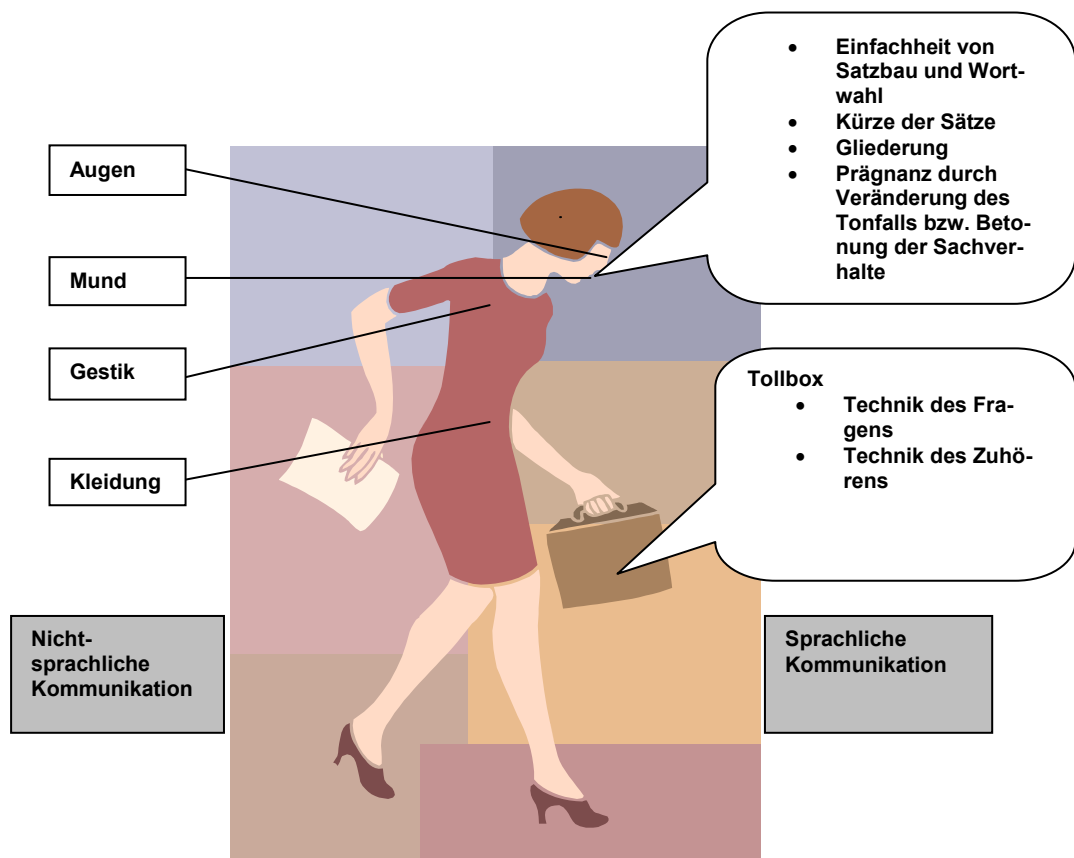 Augen
Mund
Gestik
Kleidung
Nicht-
sprachliche
Kommunikation
• Einfachheit von
Satzbau und Wort-
wahl
• Kürze der Sätze
• Gliederung
• Prägnanz durch
Veränderung des
Tonfalls bzw. Beto-
nung der Sachver-
halte
Tollbox
• Technik des Fra-
gens
• Technik des Zuhö-
rens
Sprachliche
Kommunikation